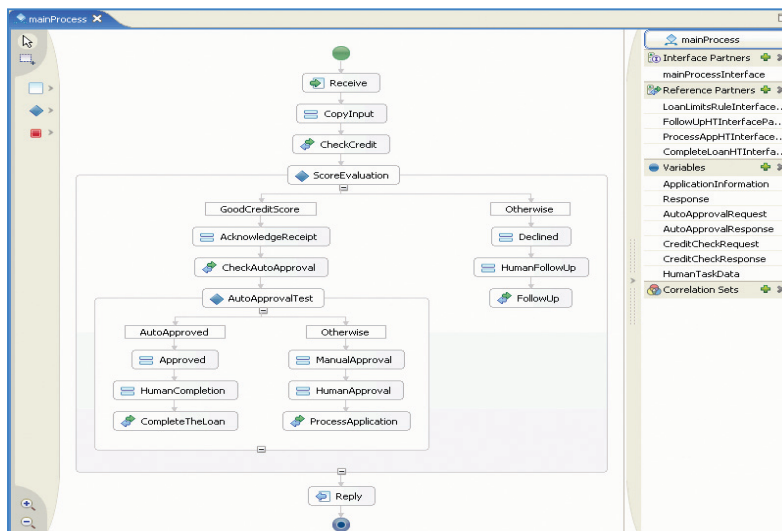 mainProcess
Receive
CopyInput
CheckCredit
ScoreEvaluation
GoodCreditScore
Otherwise
AcknowledgeReceipt
Declined
CheckAutoApproval
HumanFollowUp
AutoApprovalTest
FollowUp
AutoApproved
Otherwise
Approved
ManualApproval
HumanCompletion
HumanApproval
CompleteTheLoan
ProcessApplication
Reply
mainProcess
Interface Partners
mainProcessInterface
Reference Partners
LoanLimitsRuleInterface...
FollowUpHTInterfacePa...
ProcessAppHTInterface...
CompleteLoanHTInterfa...
Variables
ApplicationInformation
Response
AutoApprovalRequest
AutoApprovalResponse
CreditCheckRequest
CreditCheckResponse
HumanTaskData
Correlation Sets